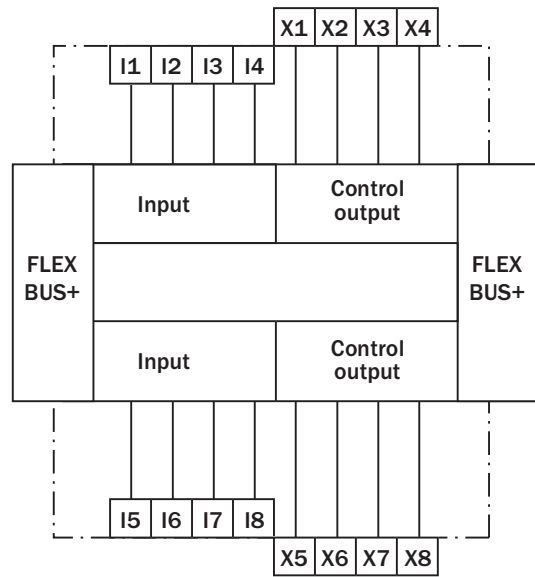 X1 X2 X3 X4
I1 I2 I3 I4
Input
Control
output
FLEX
BUS+
FLEX
BUS+
Input
Control
output
I5 I6 I7 I8
X5 X6 X7 X8